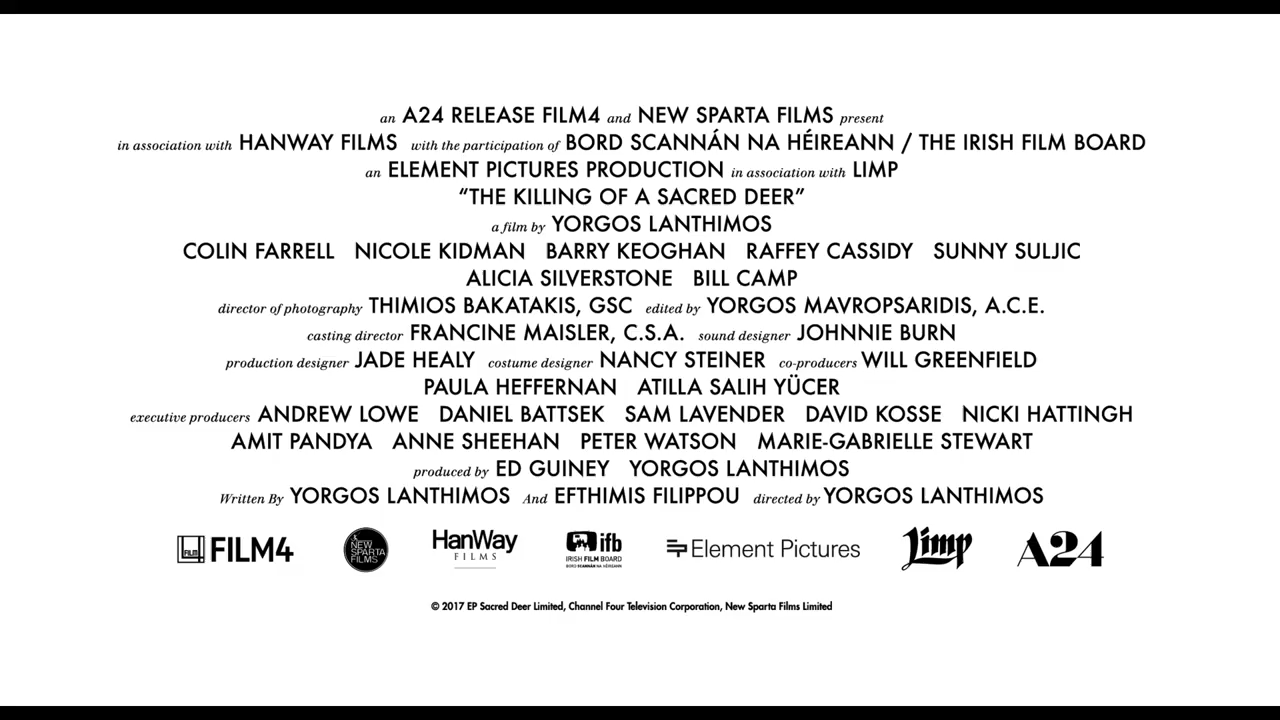 an A24 RELEASE FILM4 and NEW SPARTA FILMS present
in association with HANWAY FILMS with the participation of BORD SCANNÁN NA HÉIREANN / THE IRISH FILM BOARD
an ELEMENT PICTURES PRODUCTION in association with LIMP
“THE KILLING OF A SACRED DEER”
a film by YORGOS LANTHIMOS
COLIN FARRELL NICOLE KIDMAN BARRY KEOGHAN RAFFEY CASSIDY SUNNY SULJIC
ALICIA SILVERSTONE BILL CAMP
director of photography THIMIOS BAKATAKIS, GSC edited by YORGOS MAVROPSARIDIS, A.C.E.
casting director FRANCINE MAISLER, C.S.A. sound designer JOHNNIE BURN
production designer JADE HEALY costume designer NANCY STEINER co-producers WILL GREENFIELD
PAULA HEFFERNAN ATILLA SALIH YÜCER
executive producers ANDREW LOWE DANIEL BATTSEK SAM LAVENDER DAVID KOSSE NICKI HATTINGH
AMIT PANDYA ANNE SHEEHAN PETER WATSON MARIE-GABRIELLE STEWART
produced by ED GUINEY YORGOS LANTHIMOS
Written By YORGOS LANTHIMOS And EFTHIMIS FILIPPOU directed by YORGOS LANTHIMOS
FILM FILM4
NEW
SPARTA
FILMS
HanWay
FILMS
ifb
IRISH FILM BOARD
BORD SCANNÁN NA HÉIREANN
Element Pictures
Limp
A24
© 2017 EP Sacred Deer Limited, Channel Four Television Corporation, New Sparta Films Limited